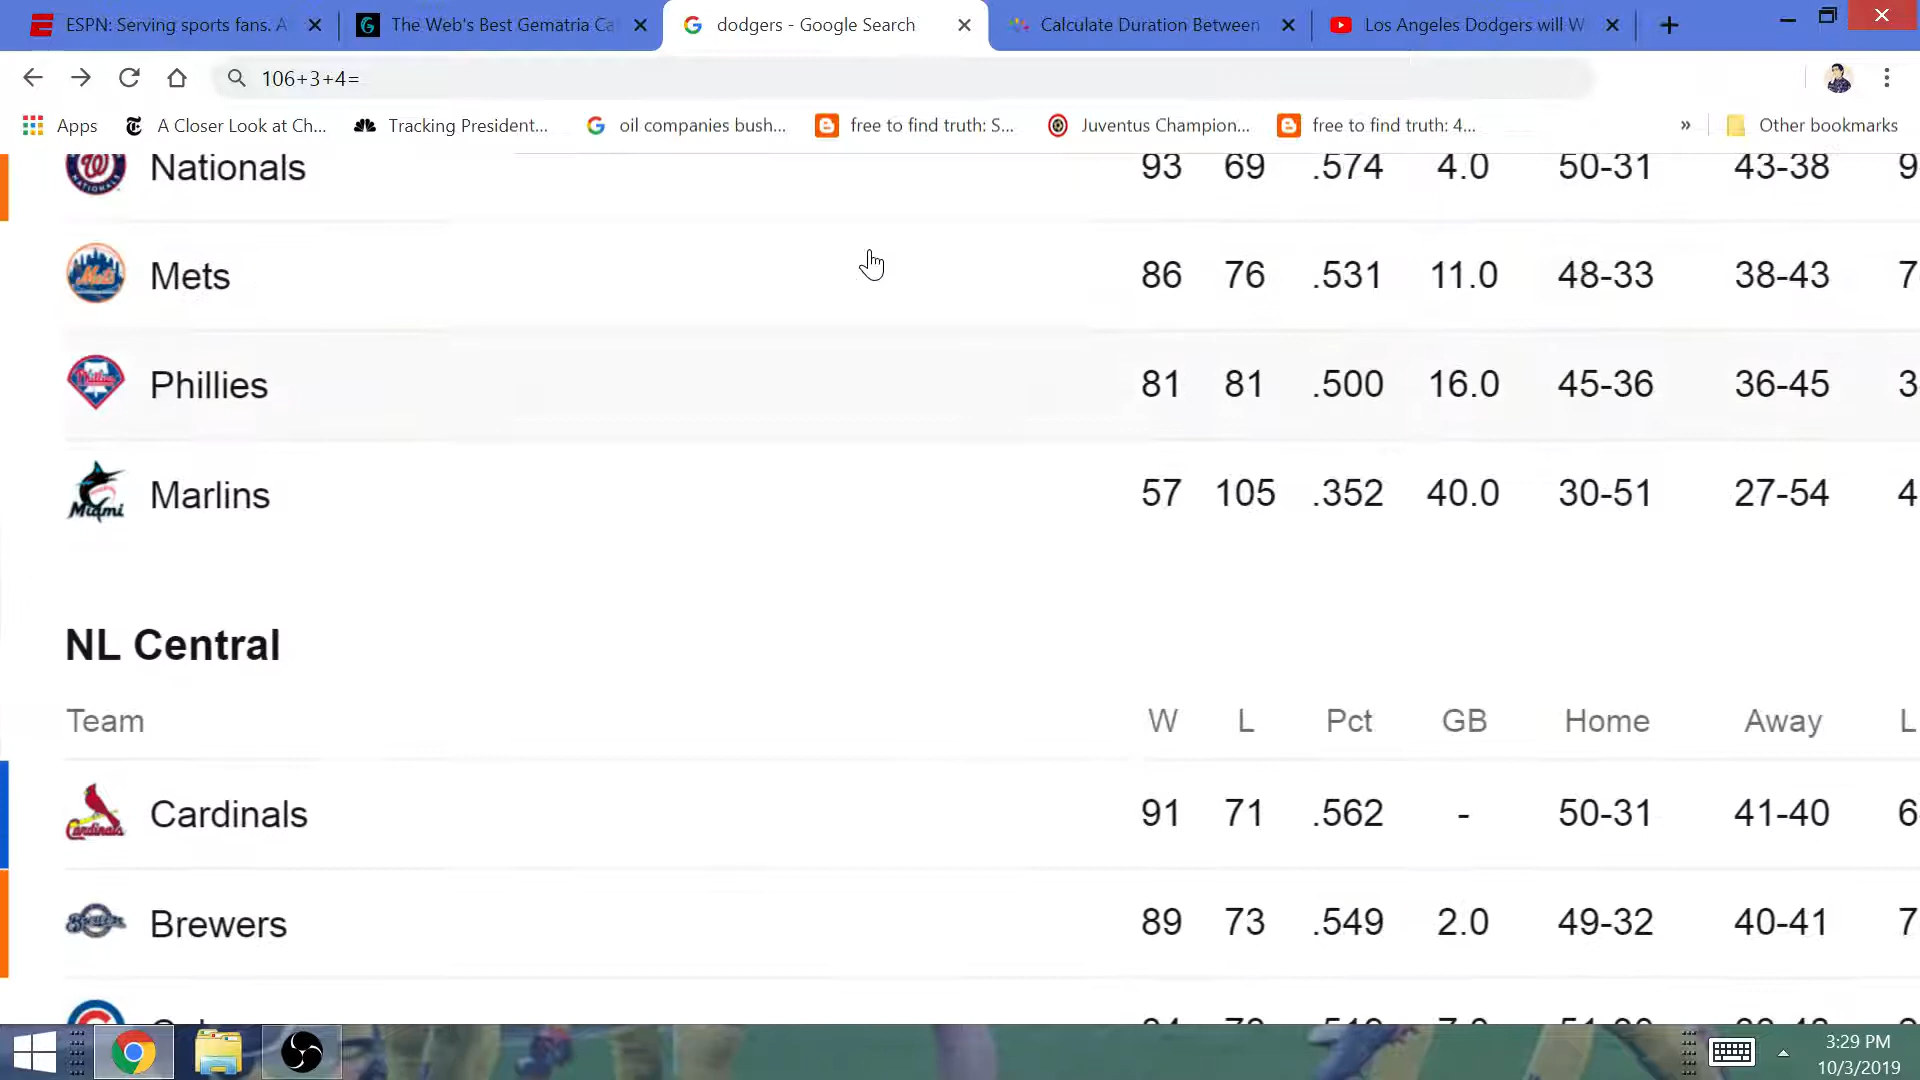 ESPN: Serving sports fans. A
The Web's Best Gematria Ca
dodgers - Google Search
Calculate Duration Between
Los Angeles Dodgers will W
106+3+4=
Apps
A Closer Look at Ch...
Tracking President...
oil companies bush...
free to find truth: S...
Juventus Champion...
free to find truth: 4...
»
Other bookmarks
Nationals 93 69 .574 4.0 50-31 43-38 9
Mets 86 76 .531 11.0 48-33 38-43 7
Phillies 81 81 .500 16.0 45-36 36-45 3
Marlins 57 105 .352 40.0 30-51 27-54 4
NL Central
Team W L Pct GB Home Away L
Cardinals 91 71 .562 - 50-31 41-40 6
Brewers 89 73 .549 2.0 49-32 40-41 7
3:29 PM
10/3/2019